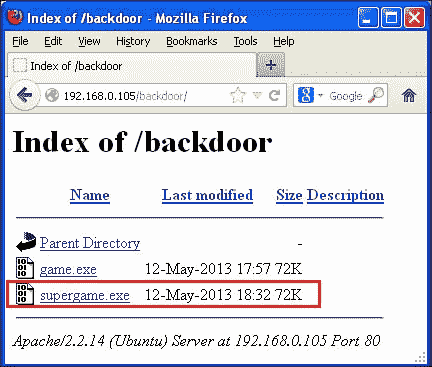 Index of /backdoor - Mozilla Firefox
File Edit View History Bookmarks Tools Help
Index of /backdoor
192.168.0.105/backdoor/ Google
Index of /backdoor
Name Last modified Size Description
Parent Directory -
game.exe 12-May-2013 17:57 72K
supergame.exe 12-May-2013 18:32 72K
Apache/2.2.14 (Ubuntu) Server at 192.168.0.105 Port 80